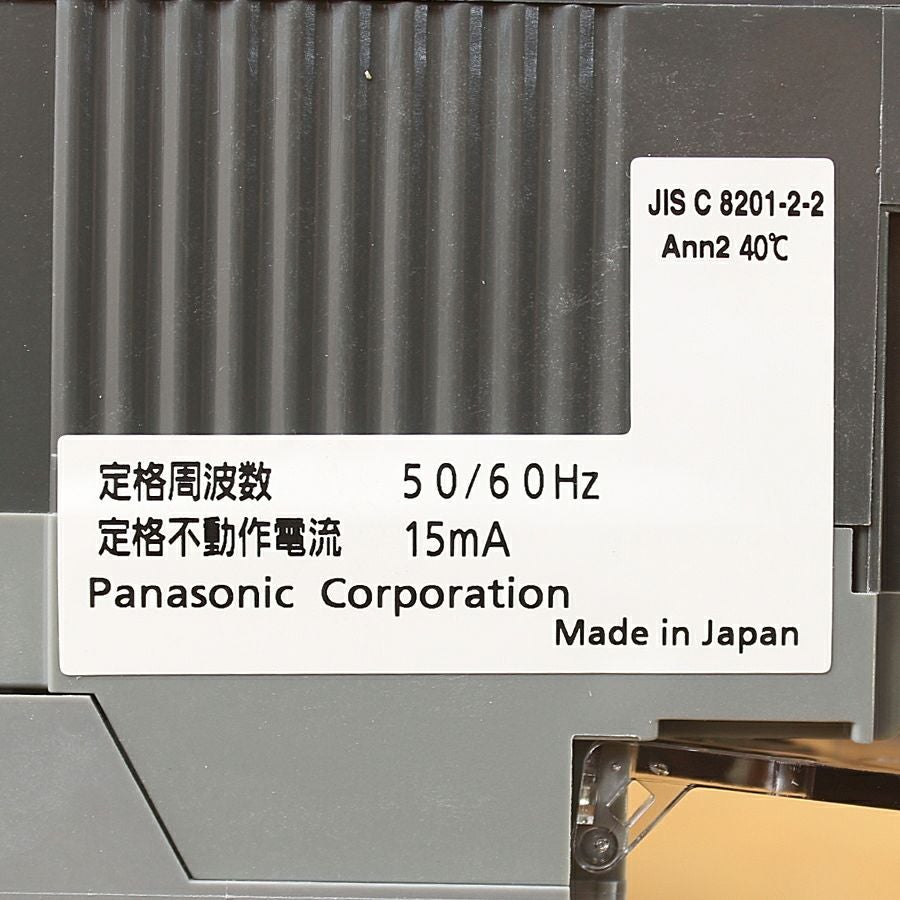 JIS C 8201-2-2
Ann2 40℃
定格周波数 50/60Hz
定格不動作電流 15mA
Panasonic Corporation
Made in Japan